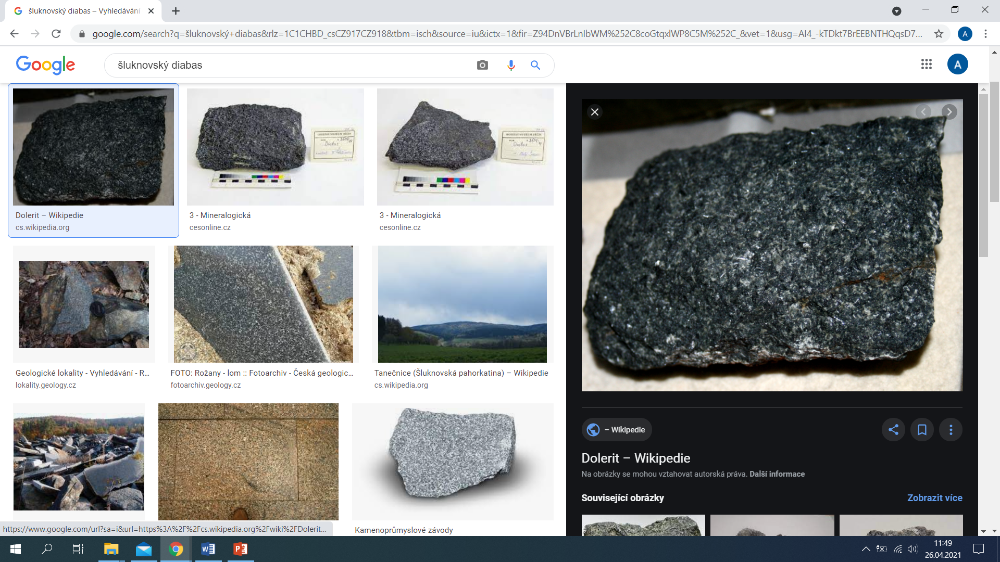 šluknovský diabas – Vyhledávání
google.com/search?q=šluknovský+diabas&rlz=1C1CHBD_csCZ917CZ918&tbm=isch&source=iu&ictx=1&fir=Z94DnVBrLnIbWM%252C8coGtqxlWP8C5M%252C_&vet=1&usg=AI4_-kTDkt7BrEEBNTHQqsD7...
A
Google
šluknovský diabas
A
Diabas
Diabas
Dolerit – Wikipedie
cs.wikipedia.org
3 - Mineralogická
cesonline.cz
3 - Mineralogická
cesonline.cz
Geologické lokality - Vyhledávání - R...
lokality.geology.cz
FOTO: Rožany - lom :: Fotoarchiv - Česká geologic...
fotoarchiv.geology.cz
Tanečnice (Šluknovská pahorkatina) – Wikipedie
cs.wikipedia.org
Kamenoprůmyslové závody
– Wikipedie
Dolerit – Wikipedie
Na obrázky se mohou vztahovat autorská práva. Další informace
Související obrázky
Zobrazit více
https://www.google.com/url?sa=i&url=https%3A%2F%2Fcs.wikipedia.org%2Fwiki%2FDolerit...
W
P
11:49
26.04.2021